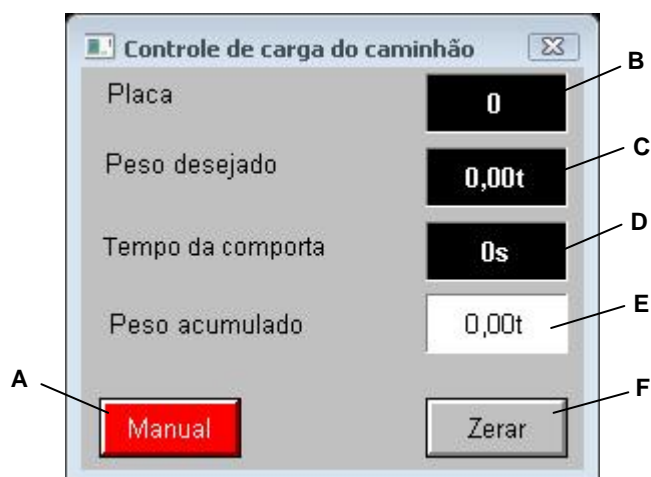 Controle de carga do caminhão
B
Placa 0
C
Peso desejado 0,00t
D
Tempo da comporta 0s
E
Peso acumulado 0,00t
A
F
Manual Zerar